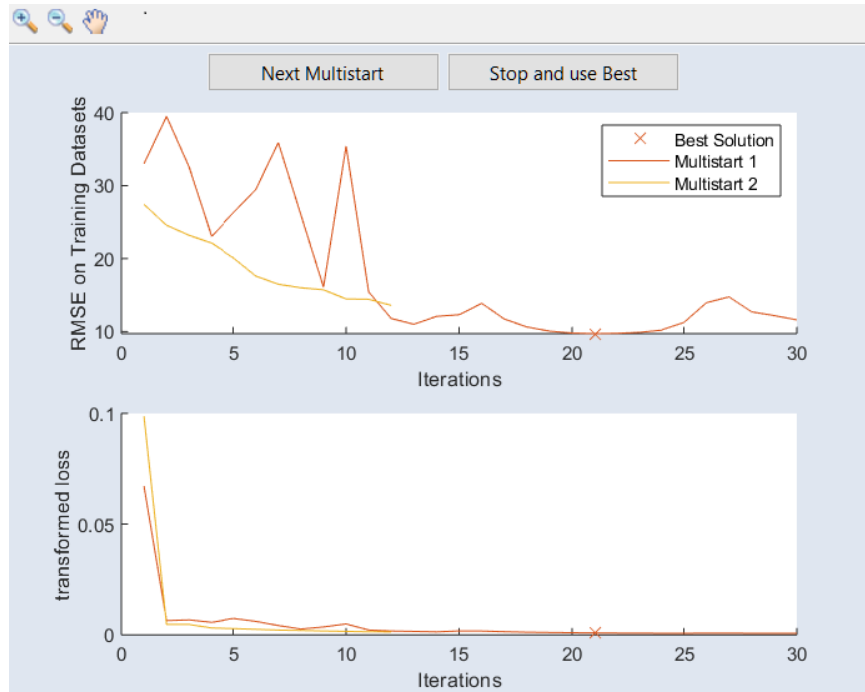 Next Multistart
Stop and use Best
RMSE on Training Datasets
40
30
20
10
0
5
10
15
20
25
30
Iterations
Best Solution
Multistart 1
Multistart 2
transformed loss
0.1
0.05
0
0
5
10
15
20
25
30
Iterations